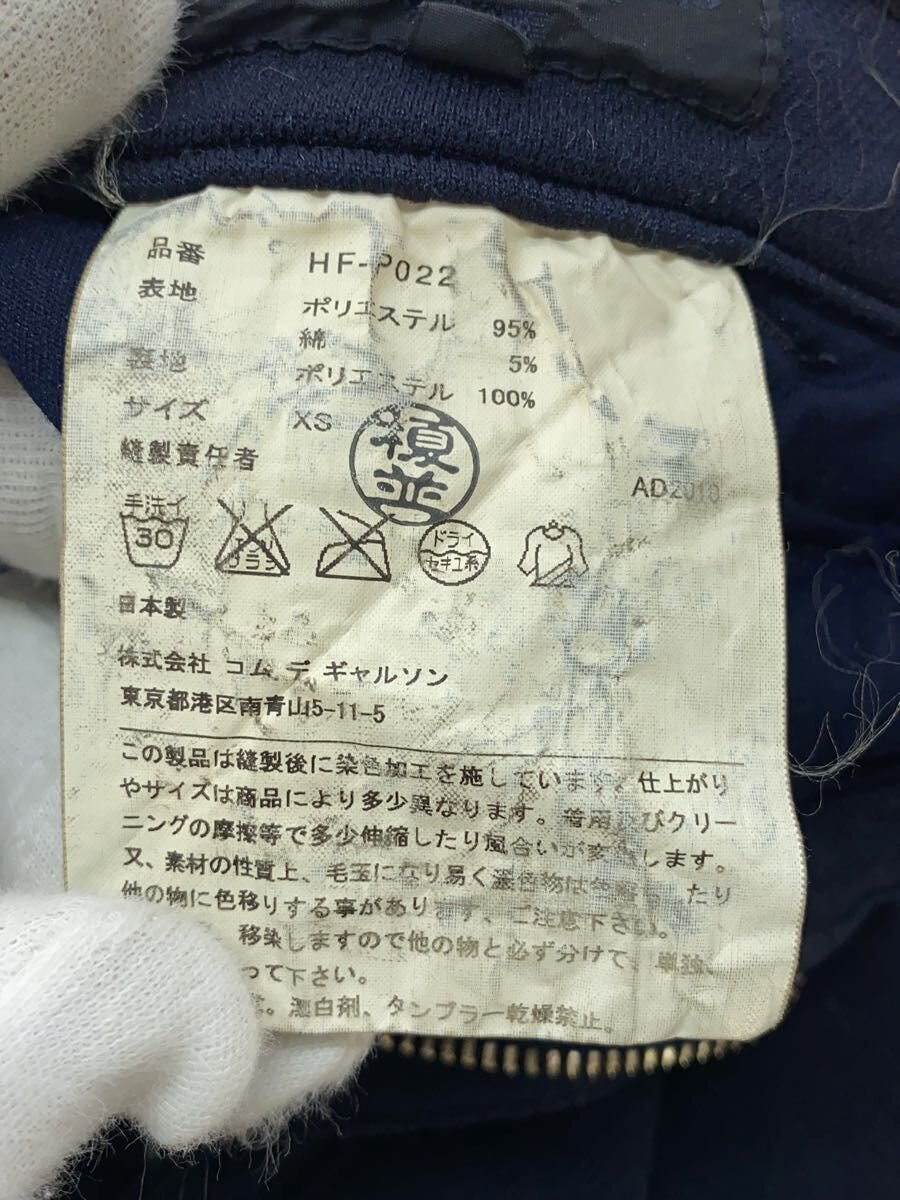 品番 HF-P022
表地 ポリエステル 95%
綿 5%
表地 ポリエステル 100%
サイズ XS
縫製責任者
AD2010
手洗イ
30
ドライ
セキユ系
日本製
株式会社 コム デ ギャルソン
東京都港区南青山5-11-5
この製品は縫製後に染色加工を施しています。仕上がり
やサイズは商品により多少異なります。着用及びクリー
ニングの摩擦等で多少伸縮したり風合いが変化します。
又、素材の性質上、毛玉になり易く濃色物は色落 たり
他の物に色移りする事があります、ご注意下さい。
移染しますので他の物と必ず分けて、単独、
って下さい。
漂白剤、タンブラー乾燥禁止。